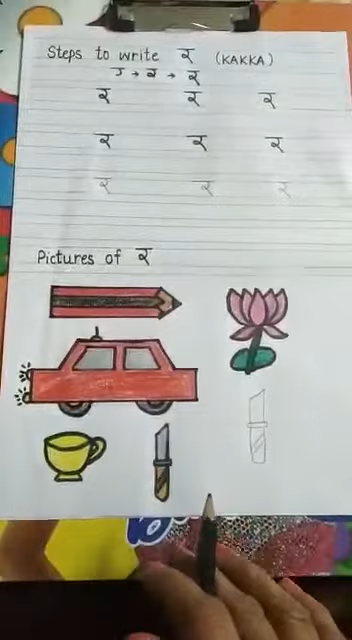 Steps to write ਕ (KAKKA)
→ → ਕ
ਕ ਕ ਕ
ਕ ਕ ਕ
ਕ ਕ ਕ
Pictures of ਕ